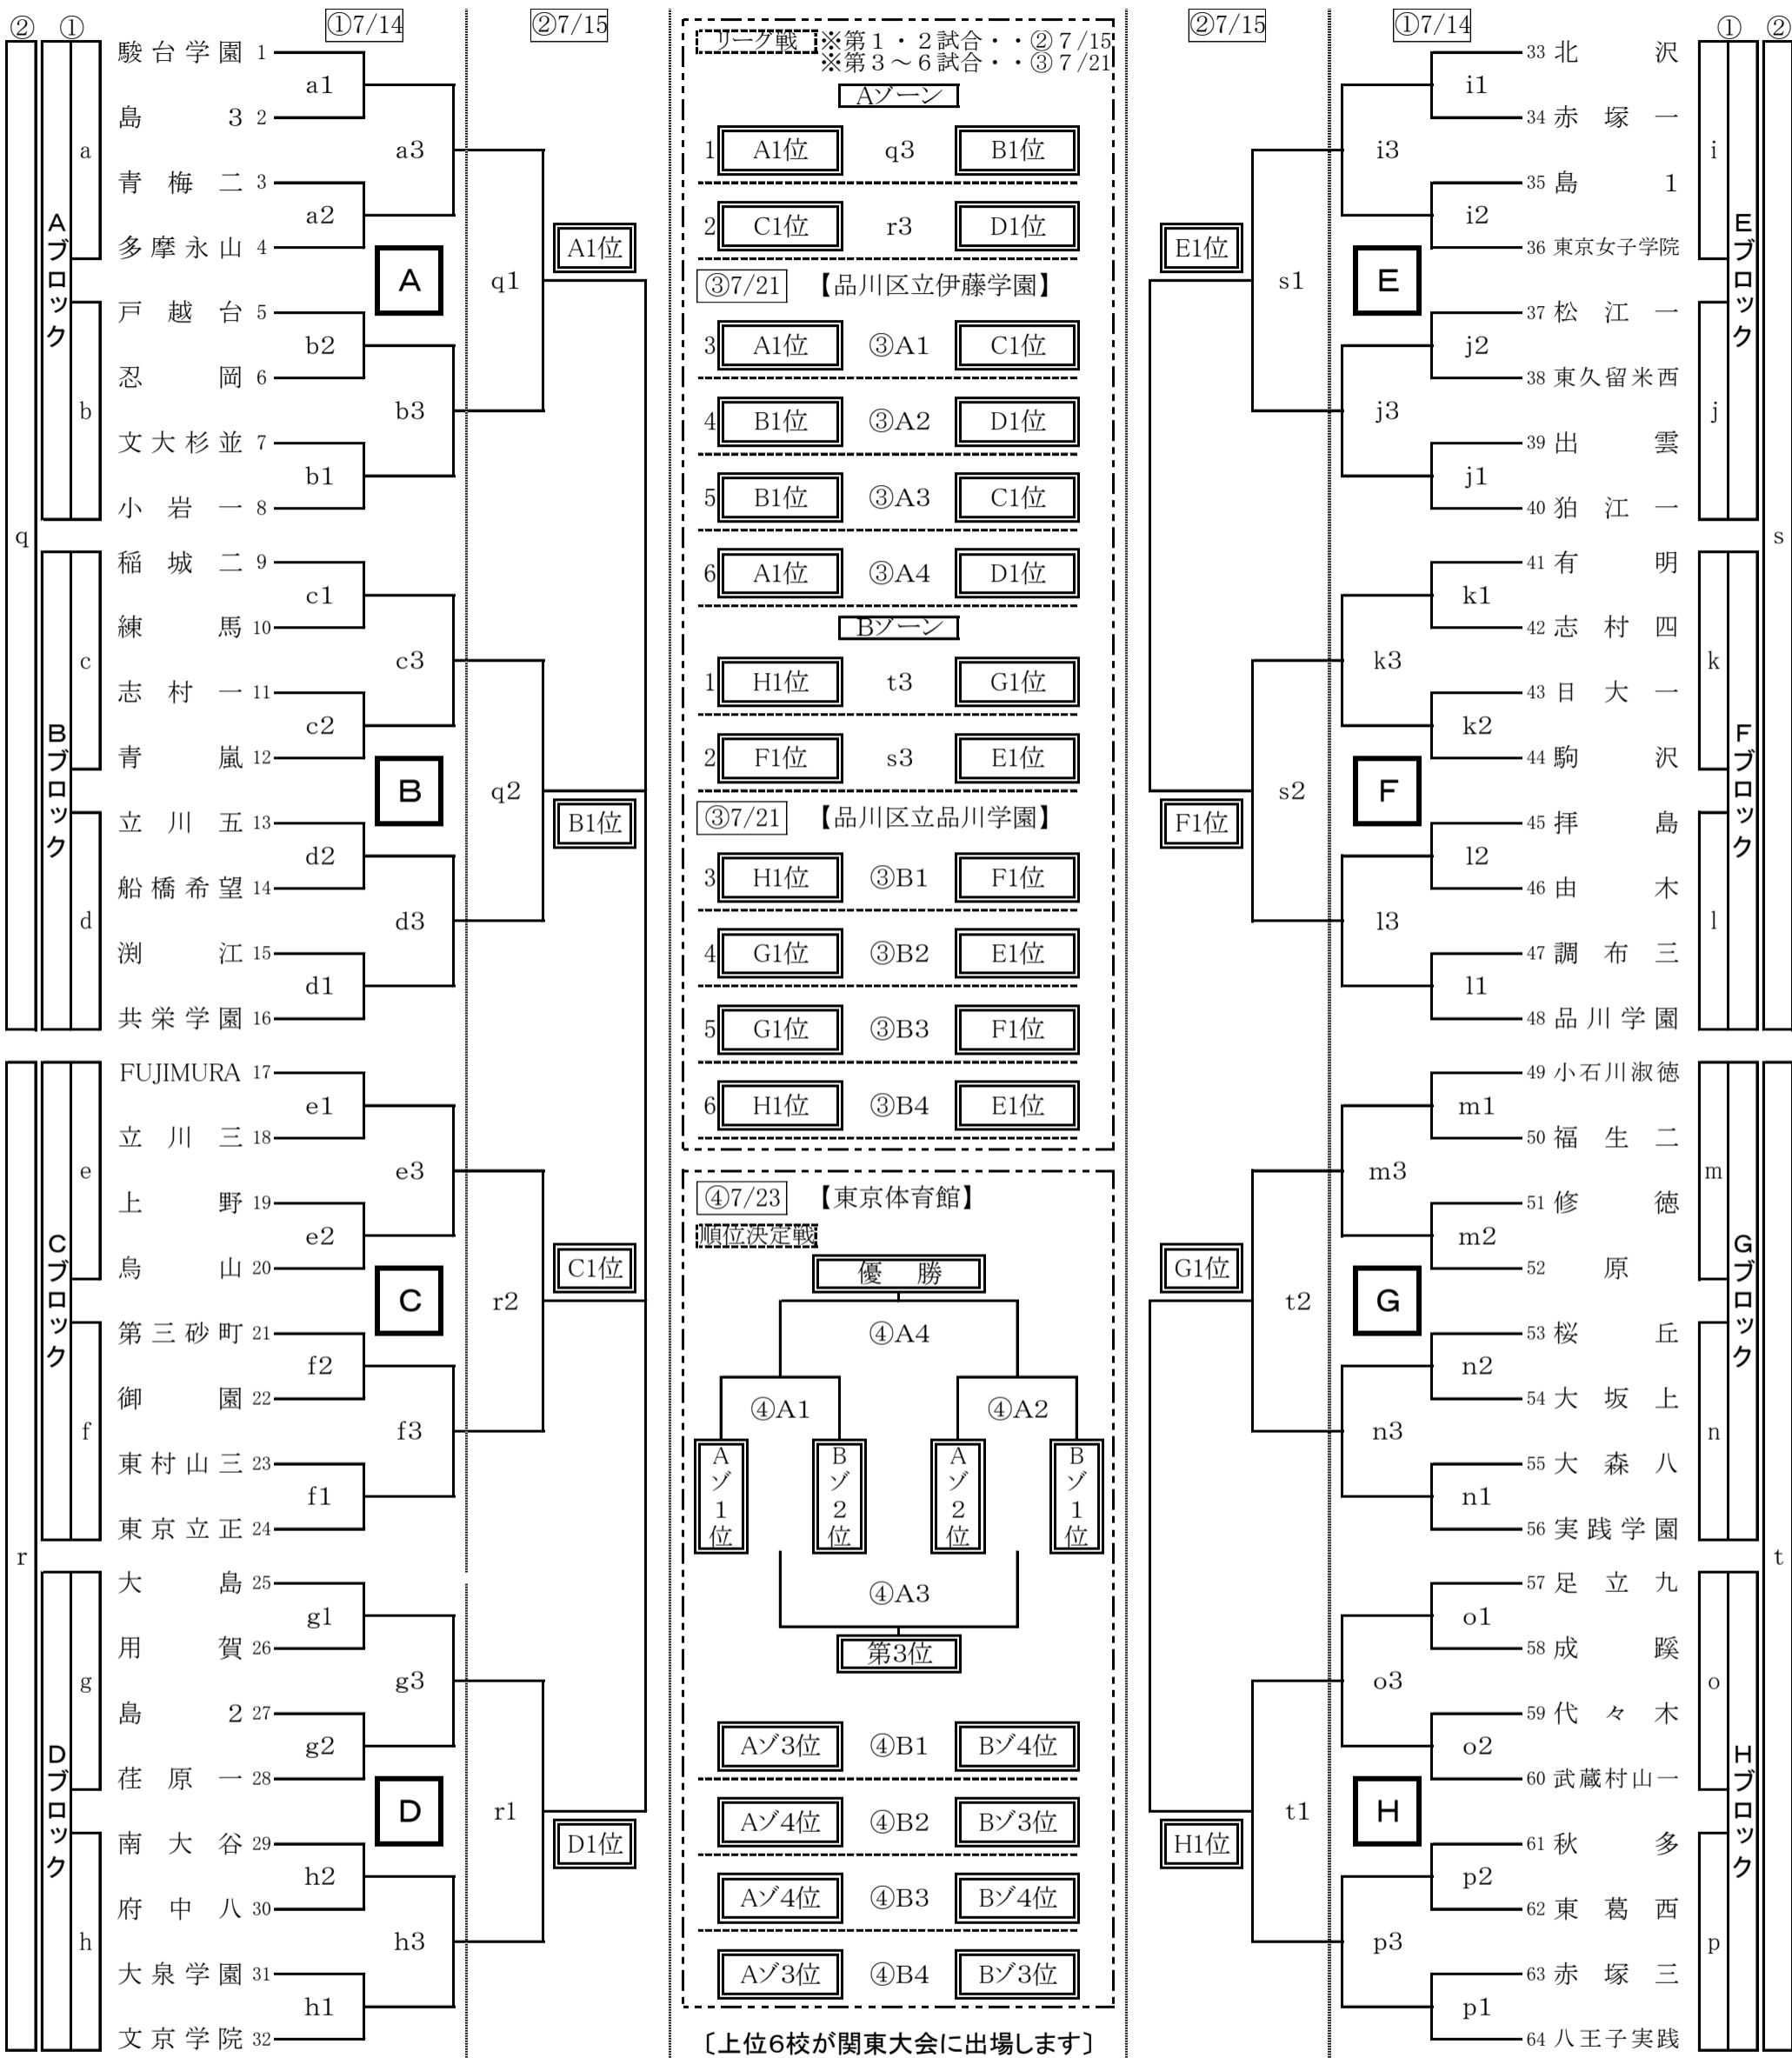 ② ① ①7/14 ②7/15
q
r
Aブロック
Bブロック
Cブロック
Dブロック
a
b
c
d
e
f
g
h
駿台学園 1
島 3 2
青梅二 3
多摩永山 4
戸越台 5
忍岡 6
文大杉並 7
小岩一 8
稲城二 9
練馬 10
志村一 11
青嵐 12
立川五 13
船橋希望 14
渕江 15
共栄学園 16
FUJIMURA 17
立川三 18
上野 19
烏山 20
第三砂町 21
御園 22
東村山三 23
東京立正 24
大島 25
用賀 26
島 2 27
荏原一 28
南大谷 29
府中八 30
大泉学園 31
文京学院 32
a1
a2
b2
b1
c1
c2
d2
d1
e1
e2
f2
f1
g1
g2
h2
h1
a3
A
b3
c3
B
d3
e3
C
f3
g3
D
h3
q1
q2
r2
r1
A1位
B1位
C1位
D1位
リーグ戦 ※第1・2試合・・②7/15
※第3～6試合・・③7/21
Aゾーン
1 A1位 q3 B1位
2 C1位 r3 D1位
③7/21 【品川区立伊藤学園】
3 A1位 ③A1 C1位
4 B1位 ③A2 D1位
5 B1位 ③A3 C1位
6 A1位 ③A4 D1位
Bゾーン
1 H1位 t3 G1位
2 F1位 s3 E1位
③7/21 【品川区立品川学園】
3 H1位 ③B1 F1位
4 G1位 ③B2 E1位
5 G1位 ③B3 F1位
6 H1位 ③B4 E1位
④7/23 【東京体育館】
順位決定戦
優勝
④A4
④A1 ④A2
Aゾ1位 Bゾ2位 Aゾ2位 Bゾ1位
④A3
第3位
Aゾ3位 ④B1 Bゾ4位
Aゾ4位 ④B2 Bゾ3位
Aゾ4位 ④B3 Bゾ4位
Aゾ3位 ④B4 Bゾ3位
〔上位6校が関東大会に出場します〕
②7/15 ①7/14 ① ②
E1位
F1位
G1位
H1位
s1
s2
t2
t1
i3
E
j3
k3
F
l3
m3
G
n3
o3
H
p3
i1
i2
j2
j1
k1
k2
l2
l1
m1
m2
n2
n1
o1
o2
p2
p1
33 北沢
34 赤塚一
35 島 1
36 東京女子学院
37 松江一
38 東久留米西
39 出雲
40 狛江一
41 有明
42 志村四
43 日大一
44 駒沢
45 拝島
46 由木
47 調布三
48 品川学園
49 小石川淑徳
50 福生二
51 修徳
52 原
53 桜丘
54 大坂上
55 大森八
56 実践学園
57 足立九
58 成蹊
59 代々木
60 武蔵村山一
61 秋多
62 東葛西
63 赤塚三
64 八王子実践
i
j
k
l
m
n
o
p
Eブロック
Fブロック
Gブロック
Hブロック
s
t